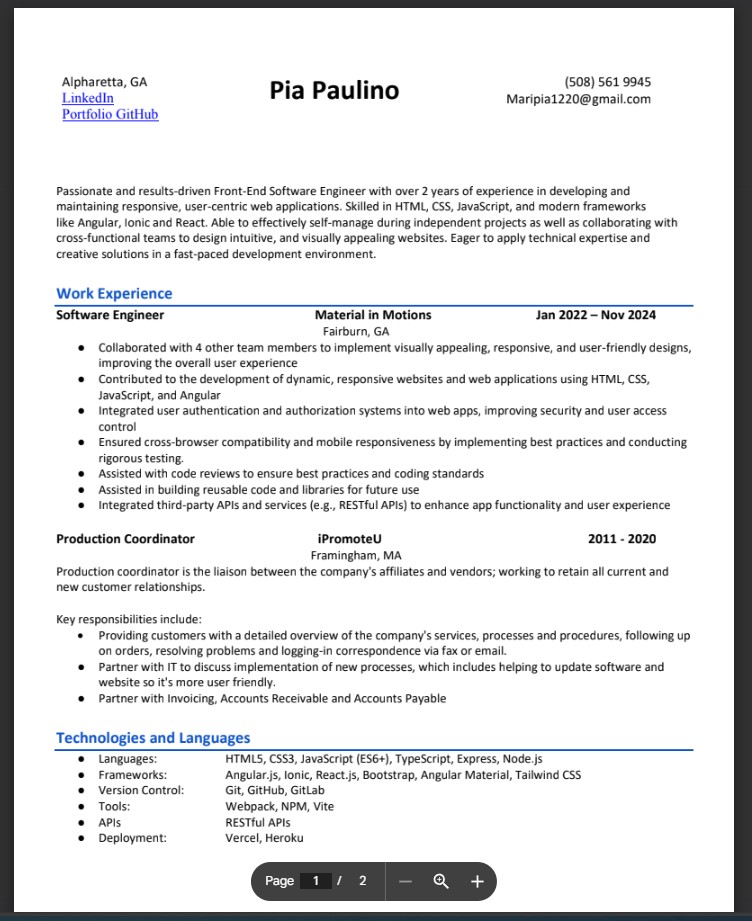 Alpharetta, GA
LinkedIn
Portfolio GitHub
Pia Paulino
(508) 561 9945
Maripia1220@gmail.com
Passionate and results-driven Front-End Software Engineer with over 2 years of experience in developing and
maintaining responsive, user-centric web applications. Skilled in HTML, CSS, JavaScript, and modern frameworks
like Angular, Ionic and React. Able to effectively self-manage during independent projects as well as collaborating with
cross-functional teams to design intuitive, and visually appealing websites. Eager to apply technical expertise and
creative solutions in a fast-paced development environment.
Work Experience
Software Engineer Material in Motions Jan 2022 – Nov 2024
Fairburn, GA
● Collaborated with 4 other team members to implement visually appealing, responsive, and user-friendly designs,
improving the overall user experience
● Contributed to the development of dynamic, responsive websites and web applications using HTML, CSS,
JavaScript, and Angular
● Integrated user authentication and authorization systems into web apps, improving security and user access
control
● Ensured cross-browser compatibility and mobile responsiveness by implementing best practices and conducting
rigorous testing.
● Assisted with code reviews to ensure best practices and coding standards
● Assisted in building reusable code and libraries for future use
● Integrated third-party APIs and services (e.g., RESTful APIs) to enhance app functionality and user experience
Production Coordinator iPromoteU 2011 - 2020
Framingham, MA
Production coordinator is the liaison between the company's affiliates and vendors; working to retain all current and
new customer relationships.
Key responsibilities include:
● Providing customers with a detailed overview of the company's services, processes and procedures, following up
on orders, resolving problems and logging-in correspondence via fax or email.
● Partner with IT to discuss implementation of new processes, which includes helping to update software and
website so it's more user friendly.
● Partner with Invoicing, Accounts Receivable and Accounts Payable
Technologies and Languages
● Languages: HTML5, CSS3, JavaScript (ES6+), TypeScript, Express, Node.js
● Frameworks: Angular.js, Ionic, React.js, Bootstrap, Angular Material, Tailwind CSS
● Version Control: Git, GitHub, GitLab
● Tools: Webpack, NPM, Vite
● APIs RESTful APIs
● Deployment: Vercel, Heroku
Page 1 / 2